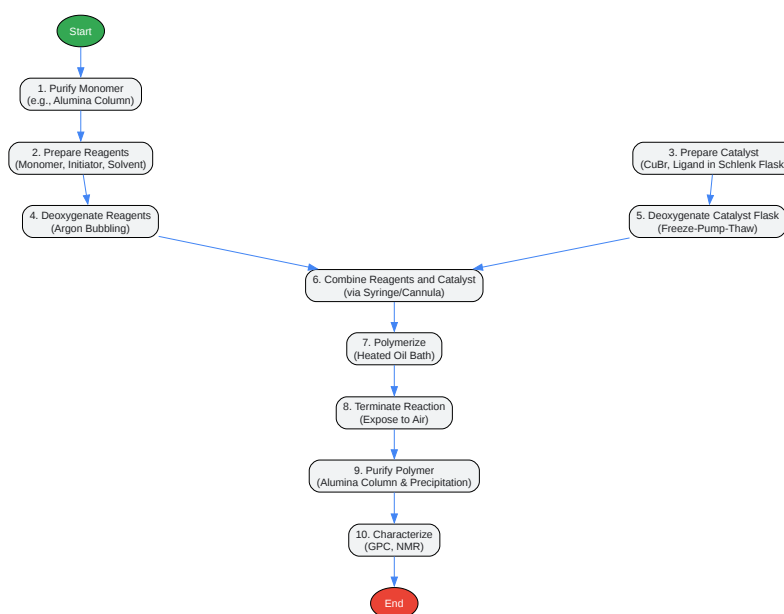 Start
1. Purify Monomer
(e.g., Alumina Column)
2. Prepare Reagents
(Monomer, Initiator, Solvent)
3. Prepare Catalyst
(CuBr, Ligand in Schlenk Flask
4. Deoxygenate Reagents
(Argon Bubbling)
5. Deoxygenate Catalyst Flask
(Freeze-Pump-Thaw)
6. Combine Reagents and Catalyst
(via Syringe/Cannula)
7. Polymerize
(Heated Oil Bath)
8. Terminate Reaction
(Expose to Air)
9. Purify Polymer
(Alumina Column & Precipitation)
10. Characterize
(GPC, NMR)
End